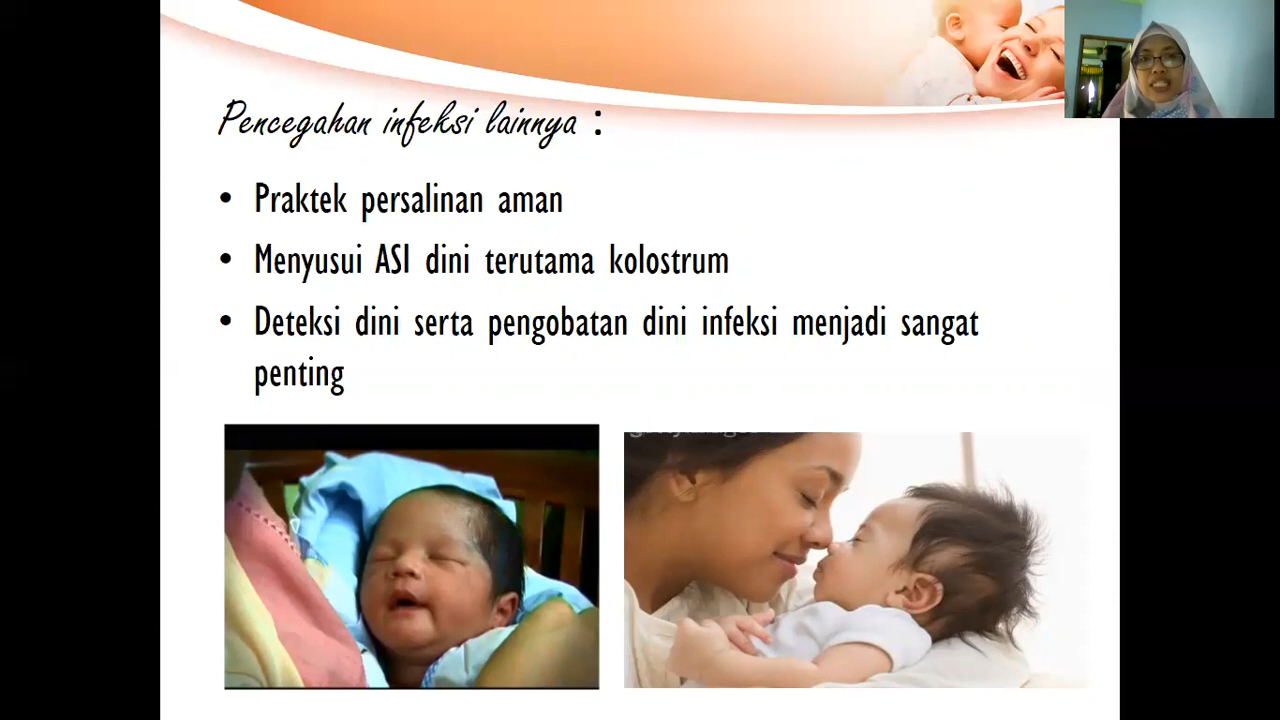 Pencegahan infeksi lainnya :
• Praktek persalinan aman
• Menyusui ASI dini terutama kolostrum
• Deteksi dini serta pengobatan dini infeksi menjadi sangat
penting